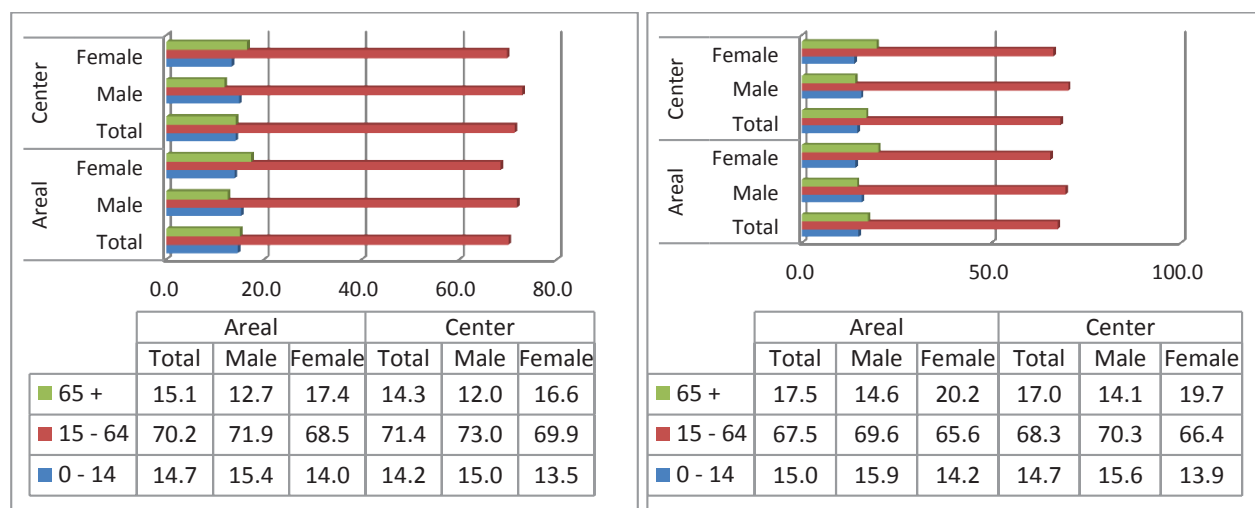 Center
Female
Male
Total
Areal
Female
Male
Total
0.0 20.0 40.0 60.0 80.0
Areal Center
Total Male Female Total Male Female
65 + 15.1 12.7 17.4 14.3 12.0 16.6
15 - 64 70.2 71.9 68.5 71.4 73.0 69.9
0 - 14 14.7 15.4 14.0 14.2 15.0 13.5
Center
Female
Male
Total
Areal
Female
Male
Total
0.0 50.0 100.0
Areal Center
Total Male Female Total Male Female
65 + 17.5 14.6 20.2 17.0 14.1 19.7
15 - 64 67.5 69.6 65.6 68.3 70.3 66.4
0 - 14 15.0 15.9 14.2 14.7 15.6 13.9